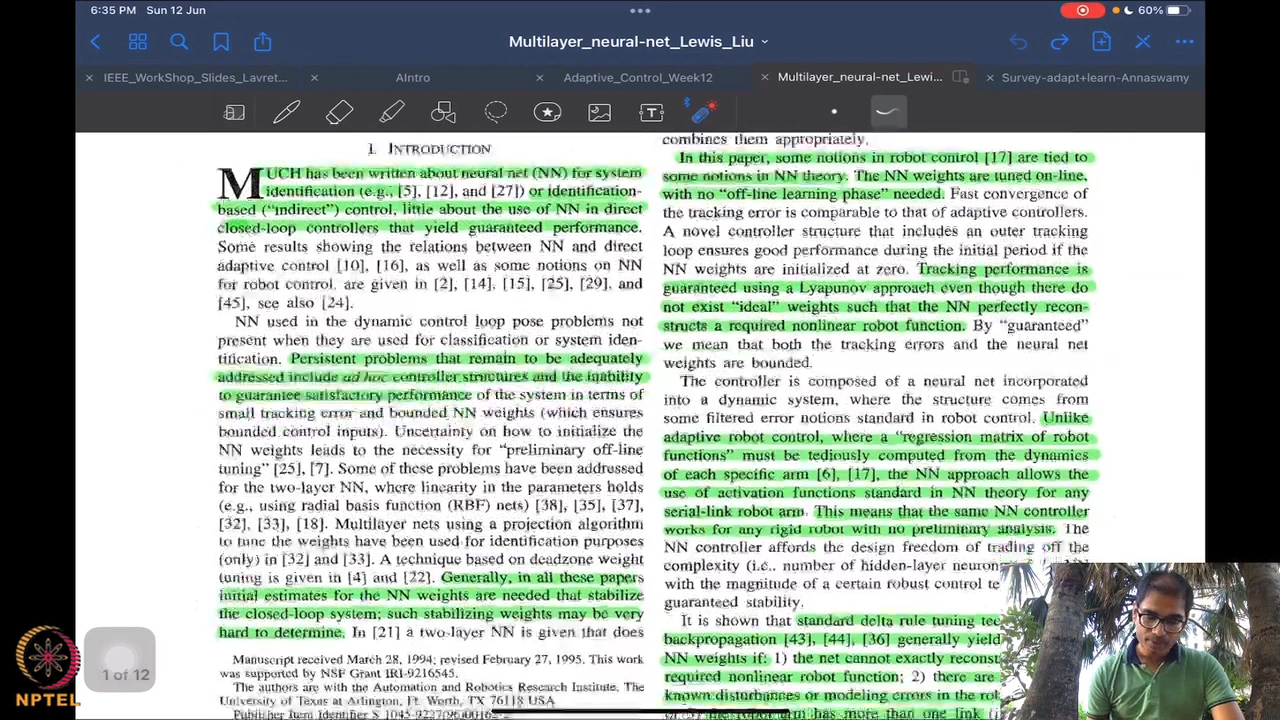 6:35 PM Sun 12 Jun
60%
Multilayer_neural-net_Lewis_Liu
IEEE_WorkShop_Slides_Lavret...
AIntro
Adaptive_Control_Week12
Multilayer_neural-net_Lewi...
Survey-adapt+learn-Annaswamy
I. INTRODUCTION
MUCH has been written about neural net (NN) for system
identification (e.g., [5], [12], and [27]) or identification-
based ("indirect") control, little about the use of NN in direct
closed-loop controllers that yield guaranteed performance.
Some results showing the relations between NN and direct
adaptive control [10], [16], as well as some notions on NN
for robot control, are given in [2], [14], [15], [25], [29], and
[45], see also [24].
NN used in the dynamic control loop pose problems not
present when they are used for classification or system iden-
tification. Persistent problems that remain to be adequately
addressed include ad hoc controller structures and the inability
to guarantee satisfactory performance of the system in terms of
small tracking error and bounded NN weights (which ensures
bounded control inputs). Uncertainty on how to initialize the
NN weights leads to the necessity for "preliminary off-line
tuning" [25], [7]. Some of these problems have been addressed
for the two-layer NN, where linearity in the parameters holds
(e.g., using radial basis function (RBF) nets) [38], [35], [37],
[32], [33], [18]. Multilayer nets using a projection algorithm
to tune the weights have been used for identification purposes
(only) in [32] and [33]. A technique based on deadzone weight
tuning is given in [4] and [22]. Generally, in all these papers
initial estimates for the NN weights are needed that stabilize
the closed-loop system; such stabilizing weights may be very
hard to determine. In [21] a two-layer NN is given that does
Manuscript received March 28, 1994; revised February 27, 1995. This work
was supported by NSF Grant IRI-9216545.
The authors are with the Automation and Robotics Research Institute, The
University of Texas at Arlington, Ft. Worth, TX 76118 USA
Publisher Item Identifier S 1045-9227(96)00162-
combines them appropriately.
In this paper, some notions in robot control [17] are tied to
some notions in NN theory. The NN weights are tuned on-line,
with no "off-line learning phase" needed. Fast convergence of
the tracking error is comparable to that of adaptive controllers.
A novel controller structure that includes an outer tracking
loop ensures good performance during the initial period if the
NN weights are initialized at zero. Tracking performance is
guaranteed using a Lyapunov approach even though there do
not exist "ideal" weights such that the NN perfectly recon-
structs a required nonlinear robot function. By "guaranteed"
we mean that both the tracking errors and the neural net
weights are bounded.
The controller is composed of a neural net incorporated
into a dynamic system, where the structure comes from
some filtered error notions standard in robot control. Unlike
adaptive robot control, where a "regression matrix of robot
functions" must be tediously computed from the dynamics
of each specific arm [6], [17], the NN approach allows the
use of activation functions standard in NN theory for any
serial-link robot arm. This means that the same NN controller
works for any rigid robot with no preliminary analysis. The
NN controller affords the design freedom of trading off the
complexity (i.e., number of hidden-layer neuron
with the magnitude of a certain robust control te
guaranteed stability.
It is shown that standard delta rule tuning tec
backpropagation [43], [44], [36] generally yield
NN weights if: 1) the net cannot exactly reconst
required nonlinear robot function; 2) there are
known disturbances or modeling errors in the rob
the robot arm has more than one link (
1 of 12
NPTEL